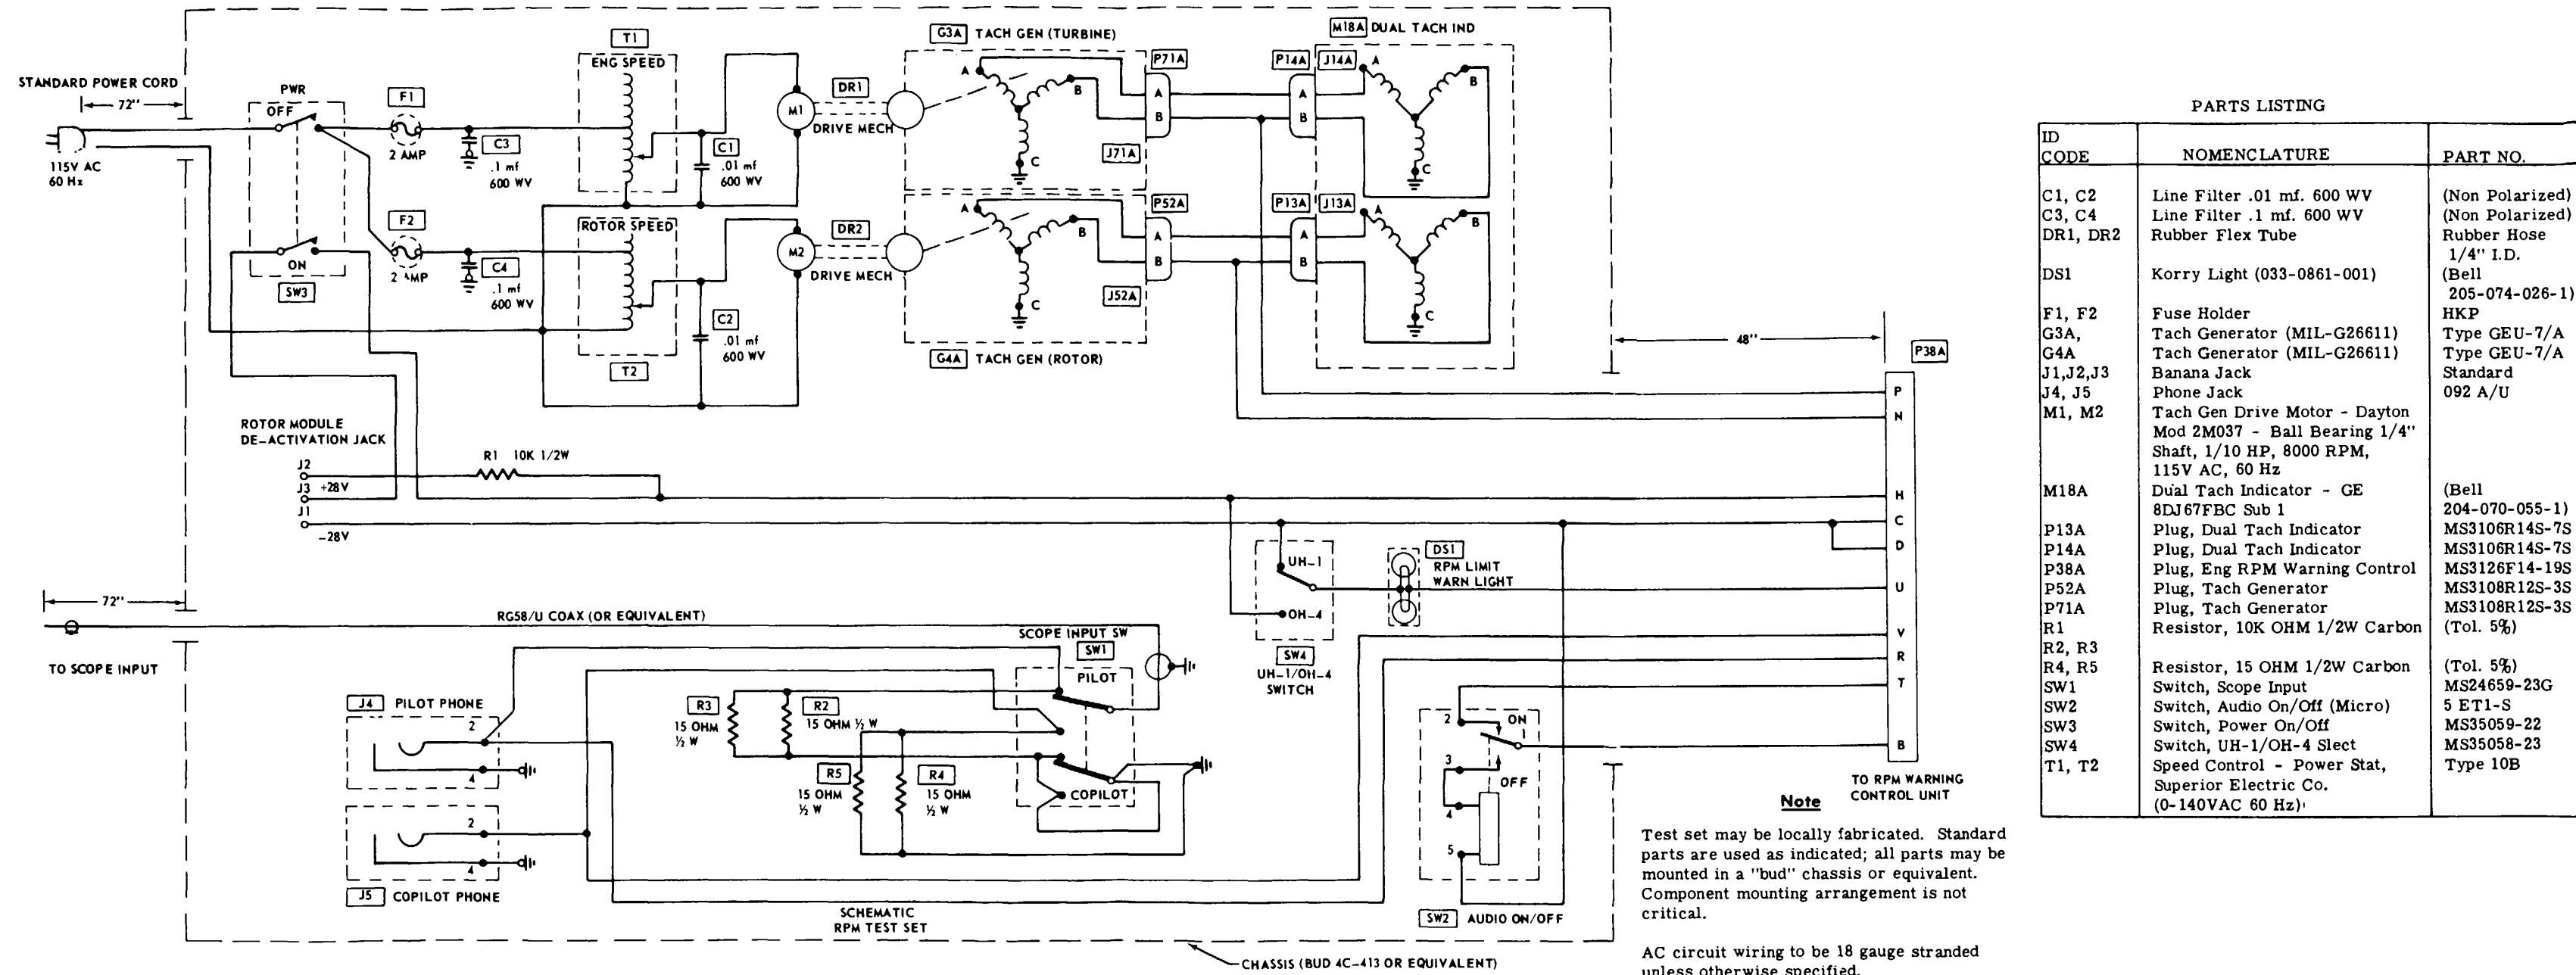 STANDARD POWER CORD
72"
115V AC
60 Hz
PWR
OFF
ON
SW3
F1
2 AMP
F2
2 AMP
C3
.1 mf
600 WV
C4
.1 mf
600 WV
T1
ENG SPEED
ROTOR SPEED
T2
C1
.01 mf
600 WV
C2
.01 mf
600 WV
M1
DR1
DRIVE MECH
M2
DR2
DRIVE MECH
G3A TACH GEN (TURBINE)
A
B
C
P71A
A
B
J71A
A
B
C
P52A
A
B
J52A
G4A TACH GEN (ROTOR)
M18A DUAL TACH IND
P14A J14A
A
B
A
B
C
P13A J13A
A
B
A
B
C
48"
P38A
P
N
H
C
D
U
V
R
T
B
TO RPM WARNING
CONTROL UNIT
ROTOR MODULE
DE-ACTIVATION JACK
J2
J3 +28V
J1
-28V
R1 10K 1/2W
UH-1
OH-4
SW4
UH-1/OH-4
SWITCH
DS1
RPM LIMIT
WARN LIGHT
72"
TO SCOPE INPUT
RG58/U COAX (OR EQUIVALENT)
SCOPE INPUT SW
SW1
PILOT
COPILOT
J4 PILOT PHONE
2
4
J5 COPILOT PHONE
2
4
R3
15 OHM
½ W
R2
15 OHM ½ W
R5
15 OHM
½ W
R4
15 OHM
½ W
2
ON
1
3
OFF
4
5
SW2 AUDIO ON/OFF
SCHEMATIC
RPM TEST SET
CHASSIS (BUD 4C-413 OR EQUIVALENT)
Note
Test set may be locally fabricated. Standard
parts are used as indicated; all parts may be
mounted in a "bud" chassis or equivalent.
Component mounting arrangement is not
critical.
AC circuit wiring to be 18 gauge stranded
unless otherwise specified.
PARTS LISTING
ID
CODE NOMENCLATURE PART NO.
C1, C2 Line Filter .01 mf. 600 WV (Non Polarized)
C3, C4 Line Filter .1 mf. 600 WV (Non Polarized)
DR1, DR2 Rubber Flex Tube Rubber Hose
1/4" I.D.
DS1 Korry Light (033-0861-001) (Bell
205-074-026-1)
F1, F2 Fuse Holder HKP
G3A, Tach Generator (MIL-G26611) Type GEU-7/A
G4A Tach Generator (MIL-G26611) Type GEU-7/A
J1,J2,J3 Banana Jack Standard
J4, J5 Phone Jack 092 A/U
M1, M2 Tach Gen Drive Motor - Dayton
Mod 2M037 - Ball Bearing 1/4"
Shaft, 1/10 HP, 8000 RPM,
115V AC, 60 Hz
M18A Dual Tach Indicator - GE (Bell
8DJ67FBC Sub 1 204-070-055-1)
P13A Plug, Dual Tach Indicator MS3106R14S-7S
P14A Plug, Dual Tach Indicator MS3106R14S-7S
P38A Plug, Eng RPM Warning Control MS3126F14-19S
P52A Plug, Tach Generator MS3108R12S-3S
P71A Plug, Tach Generator MS3108R12S-3S
R1 Resistor, 10K OHM 1/2W Carbon (Tol. 5%)
R2, R3
R4, R5 Resistor, 15 OHM 1/2W Carbon (Tol. 5%)
SW1 Switch, Scope Input MS24659-23G
SW2 Switch, Audio On/Off (Micro) 5 ET1-S
SW3 Switch, Power On/Off MS35059-22
SW4 Switch, UH-1/OH-4 Slect MS35058-23
T1, T2 Speed Control - Power Stat, Type 10B
Superior Electric Co.
(0-140VAC 60 Hz)